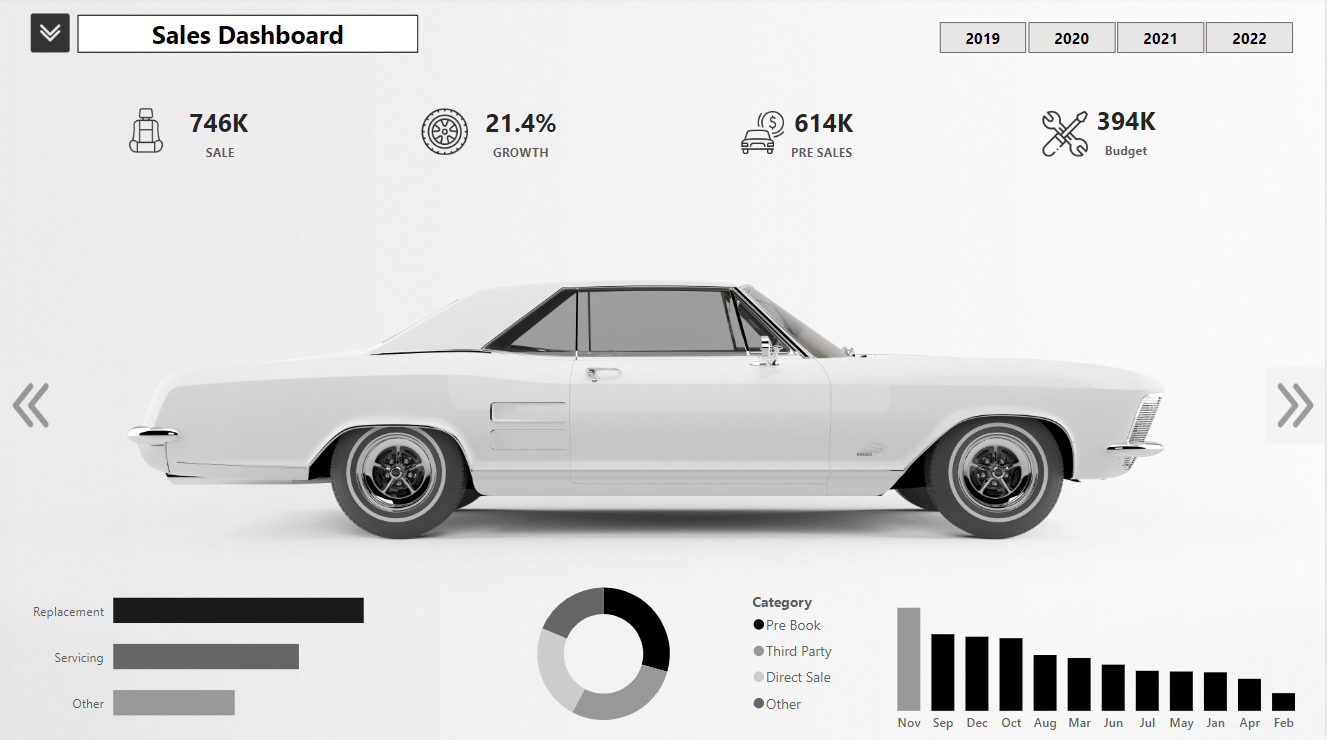 Sales Dashboard
2019 2020 2021 2022
746K
SALE
21.4%
GROWTH
614K
PRE SALES
394K
Budget
Replacement
Servicing
Other
Category
Pre Book
Third Party
Direct Sale
Other
Nov Sep Dec Oct Aug Mar Jun Jul May Jan Apr Feb